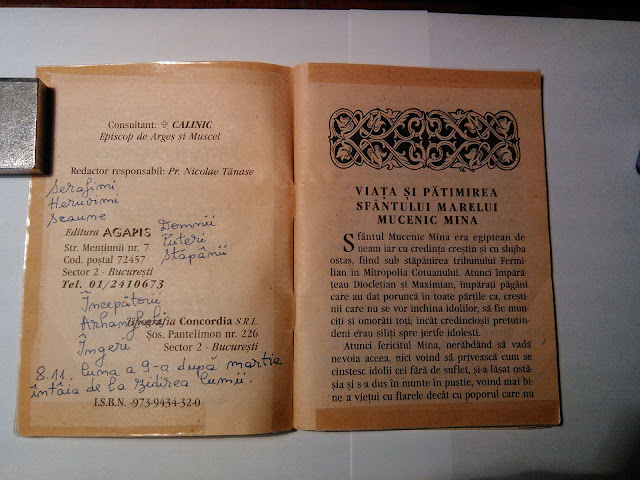 Consultant: ✞ CALINIC
Episcop de Argeș și Muscel
Redactor responsabil: Pr. Nicolae Tănase
Serafimi
Heruvimi
Scaune
Domnii
Puteri
Stăpânii
Editura AGAPIS
Str. Mențiunii nr. 7
Cod. poștal 72457
Sector 2 - București
Tel. 01/2410673
Începătorii
Arhangheli
Îngeri
Tipografia Concordia S.R.L.
Șos. Pantelimon nr. 226
Sector 2 - București
8.11. luna a 9-a după martie
întâia de la zidirea lumii.
I.S.B.N. -973-9434-32-0
VIAȚA ȘI PĂTIMIREA
SFÂNTULUI MARELUI
MUCENIC MINA
Sfântul Mucenic Mina era egiptean de
neam iar cu credința creștin și cu slujba
ostaș, fiind sub stăpânirea tribunului Fermi-
lian în Mitropolia Cotuanului. Atunci împăra-
ții Dioclețian și Maximian, împărați păgâni
care au dat poruncă în toate părțile ca, crești-
nii care nu se vor închina idolilor, să fie mun-
ciți și omorâți toți; încât credincioșii pretutin-
deni erau siliți spre jertfe idolești.
Atunci fericitul Mina, nerăbdând să vadă
nevoia aceea, nici voind să privească cum se
cinstesc idolii cei fără de suflet, și-a lăsat ostă-
șia și s-a dus în munte în pustie, voind mai bi-
ne a viețui cu fiarele decât cu poporul care nu